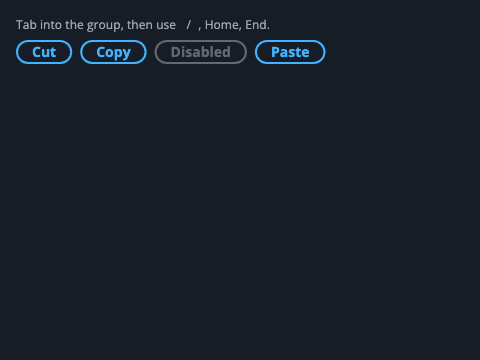 Tab into the group, then use / , Home, End.
Cut Copy Disabled Paste